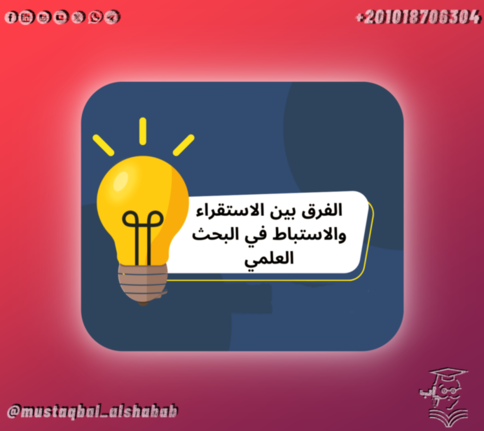 +201018706304
الفرق بين الاستقراء
والاستباط في البحث
العلمي
@mustaqbal_alshabab